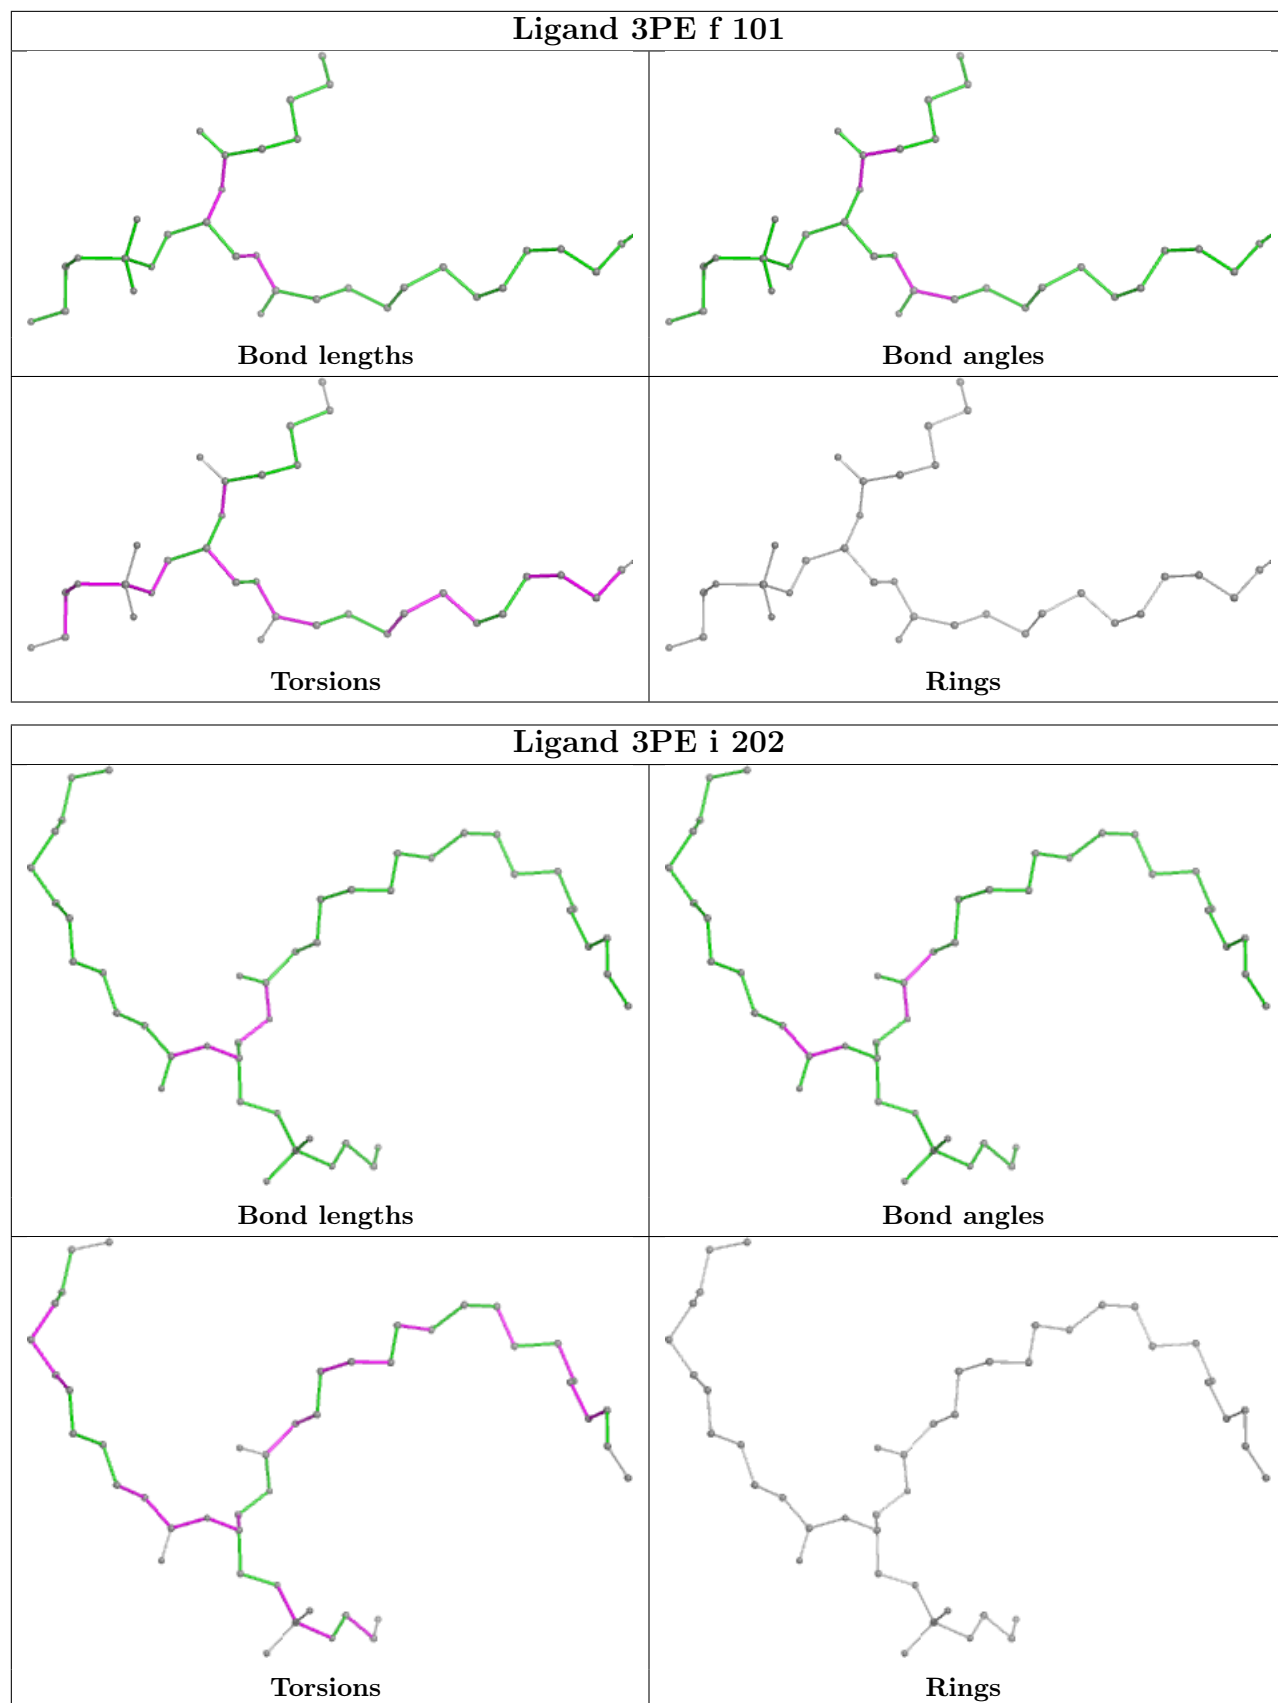 Ligand 3PE f 101
Bond lengths
Bond angles
Torsions
Rings
Ligand 3PE i 202
Bond lengths
Bond angles
Torsions
Rings